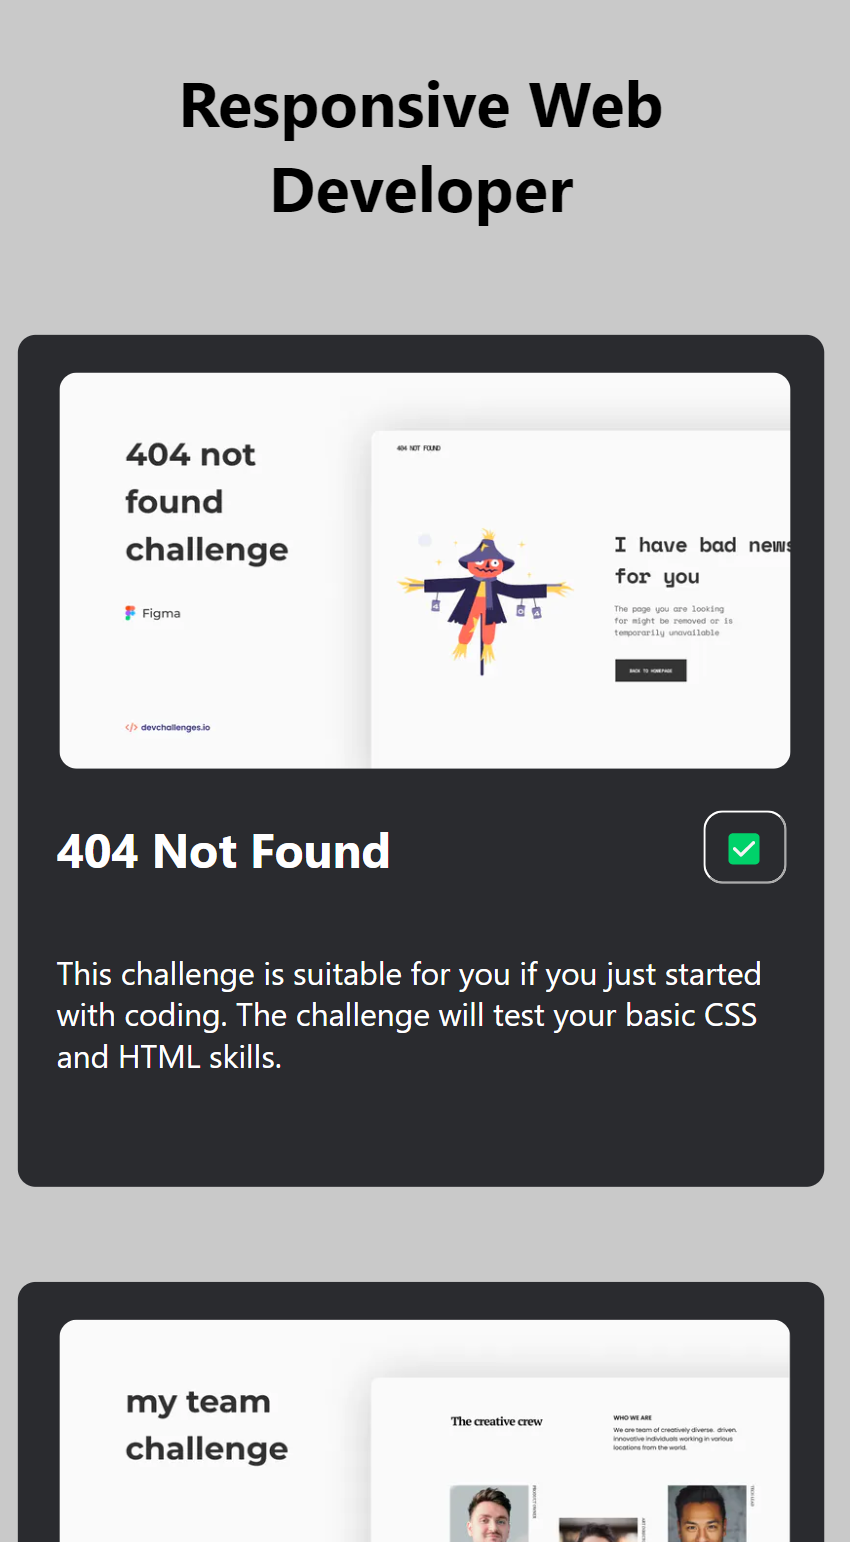 Responsive Web
Developer
404 not
found
challenge
Figma
devchallenges.io
404 NOT FOUND
I have bad news
for you
The page you are looking
for might be removed or is
temporarily unavailable
BACK TO HOMEPAGE
404 Not Found
This challenge is suitable for you if you just started
with coding. The challenge will test your basic CSS
and HTML skills.
my team
challenge
The creative crew
WHO WE ARE
We are team of creatively diverse. driven.
innovative individuals working in various
locations from the world.